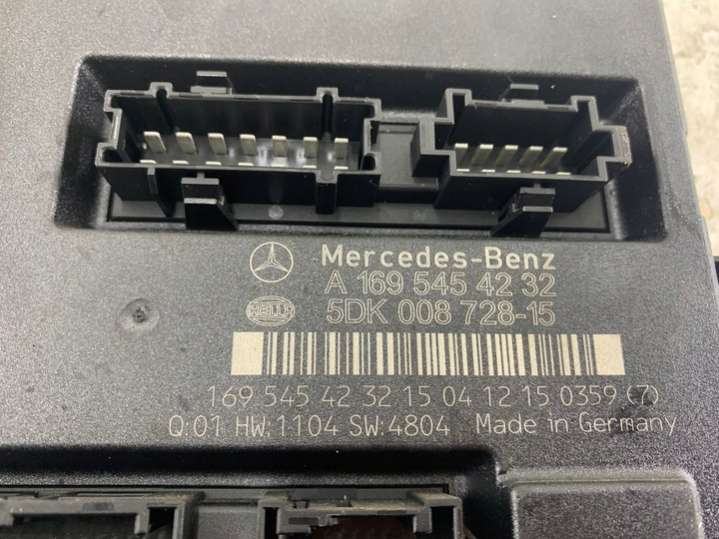 Mercedes-Benz
A 169 545 42 32
HELLA
5DK 008 728-15
169 545 42 32 15 04 12 15 0359 (7)
Q:01 HW:1104 SW:4804 Made in Germany